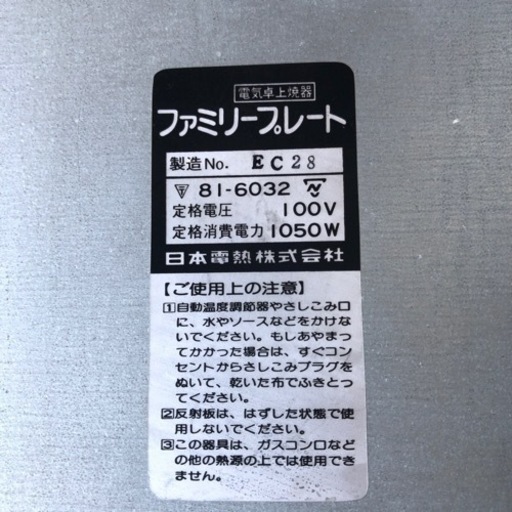 電気卓上焼器
ファミリープレート
製造No. EC28
〒 81-6032
定格電圧 100V
定格消費電力 1050W
日本電熱株式会社
【ご使用上の注意】
1 自動温度調節器やさしこみ口
に、水やソースなどをかけな
いでください。もしあやまっ
てかかった場合は、すぐコン
セントからさしこみプラグを
ぬいて、乾いた布でふきとっ
てください。
2 反射板は、はずした状態で使
用しないでください。
3 この器具は、ガスコンロなど
の他の熱源の上では使用でき
ません。